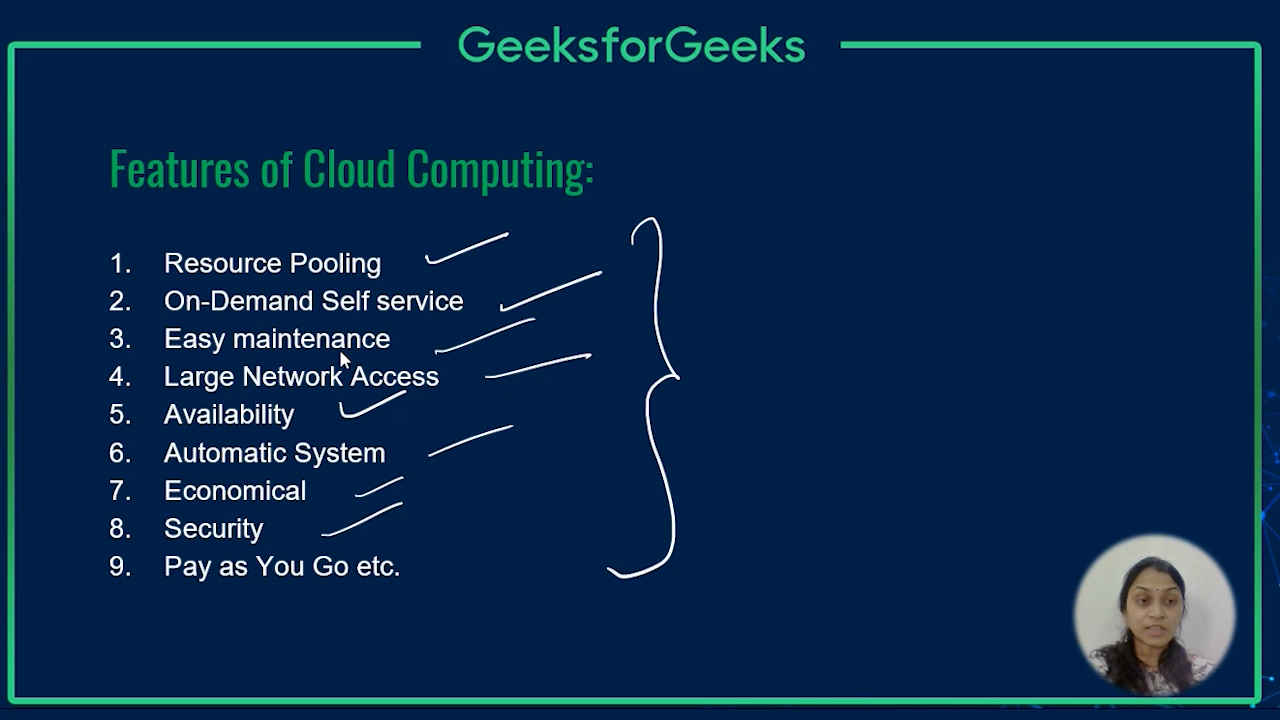 GeeksforGeeks
Features of Cloud Computing:
1. Resource Pooling
2. On-Demand Self service
3. Easy maintenance
4. Large Network Access
5. Availability
6. Automatic System
7. Economical
8. Security
9. Pay as You Go etc.